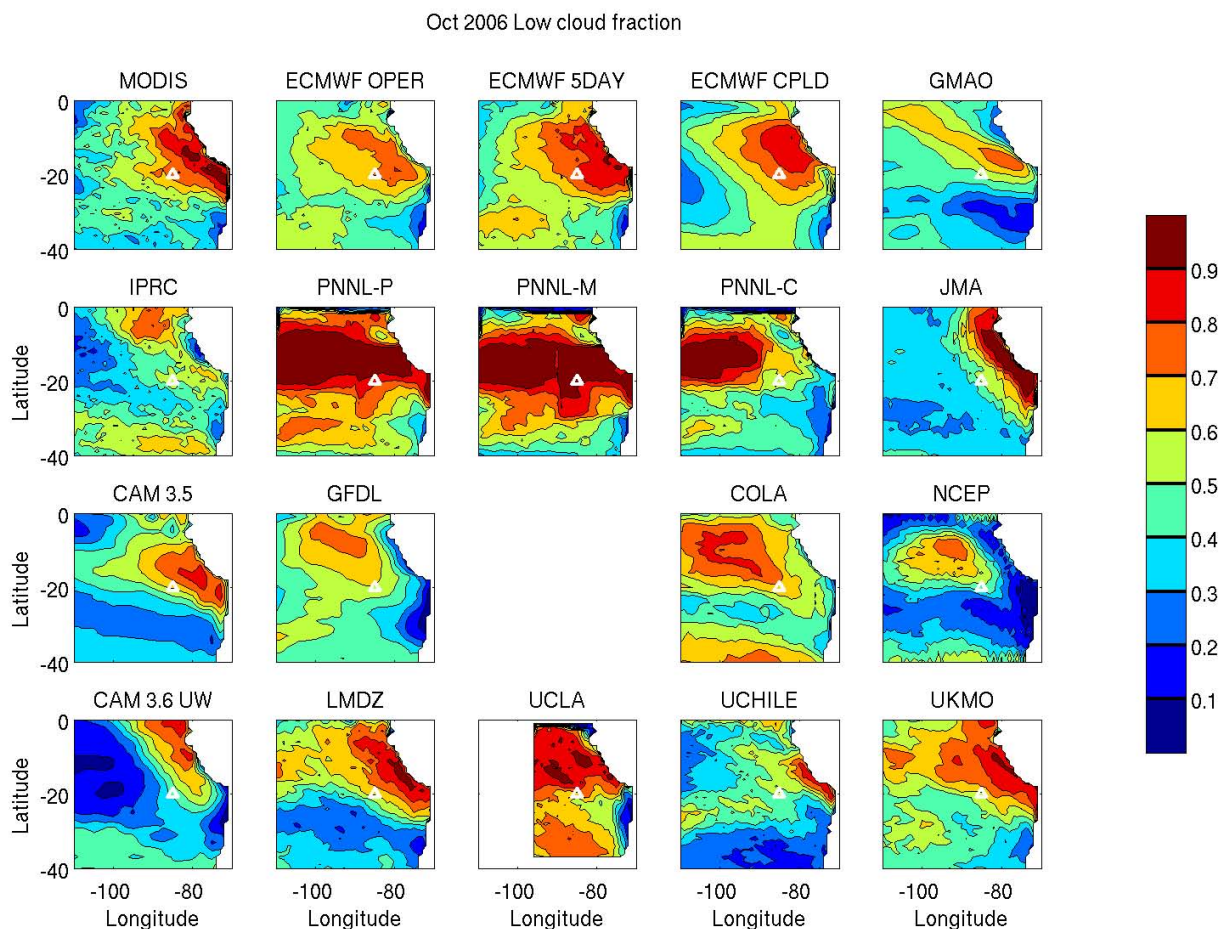 Oct 2006 Low cloud fraction
MODIS ECMWF OPER ECMWF 5DAY ECMWF CPLD GMAO
0
-20
-40
IPRC PNNL-P PNNL-M PNNL-C JMA
0
-20
-40
Latitude
CAM 3.5 GFDL COLA NCEP
0
-20
-40
CAM 3.6 UW LMDZ UCLA UCHILE UKMO
0
-20
-40
Latitude
-100 -80 -100 -80 -100 -80 -100 -80 -100 -80
Longitude Longitude Longitude Longitude Longitude
0.9
0.8
0.7
0.6
0.5
0.4
0.3
0.2
0.1